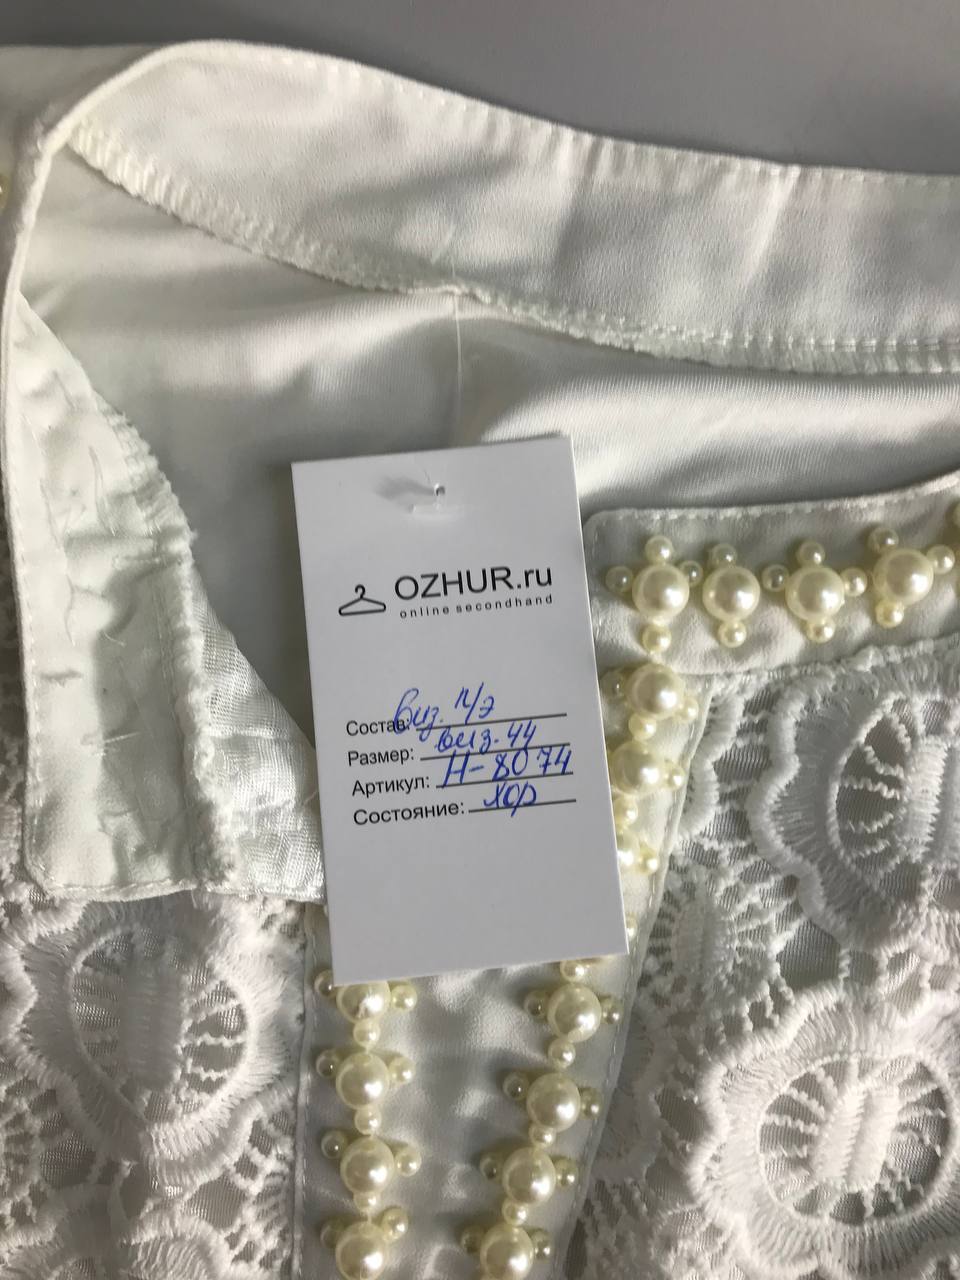 OZHUR.ru
online secondhand
Состав: виз. п/э
Размер: виз. 44
Артикул: Н-8074
Состояние: хор